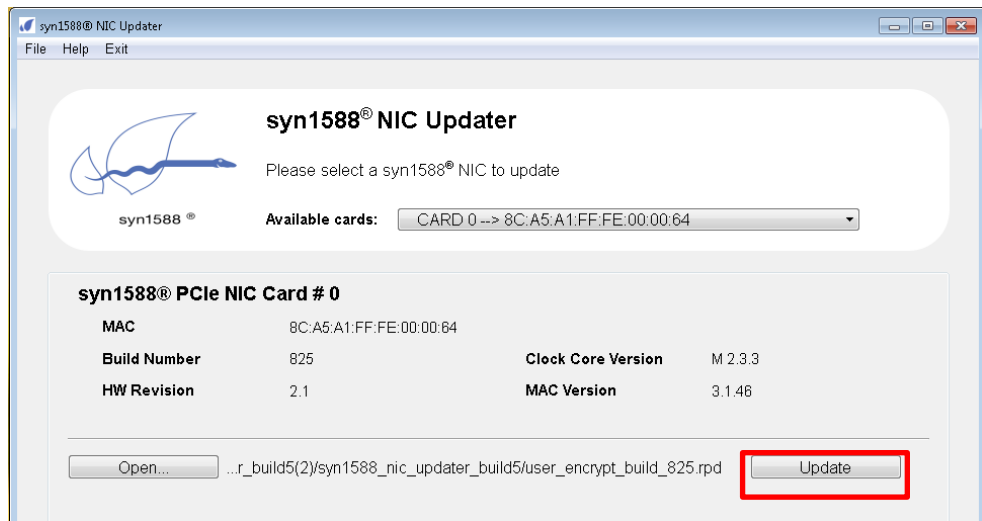 syn1588® NIC Updater
File Help Exit
syn1588® NIC Updater
Please select a syn1588® NIC to update
syn1588 ®
Available cards: CARD 0 --> 8C:A5:A1:FF:FE:00:00:64
syn1588® PCIe NIC Card # 0
MAC 8C:A5:A1:FF:FE:00:00:64
Build Number 825 Clock Core Version M 2.3.3
HW Revision 2.1 MAC Version 3.1.46
Open... ...r_build5(2)/syn1588_nic_updater_build5/user_encrypt_build_825.rpd Update